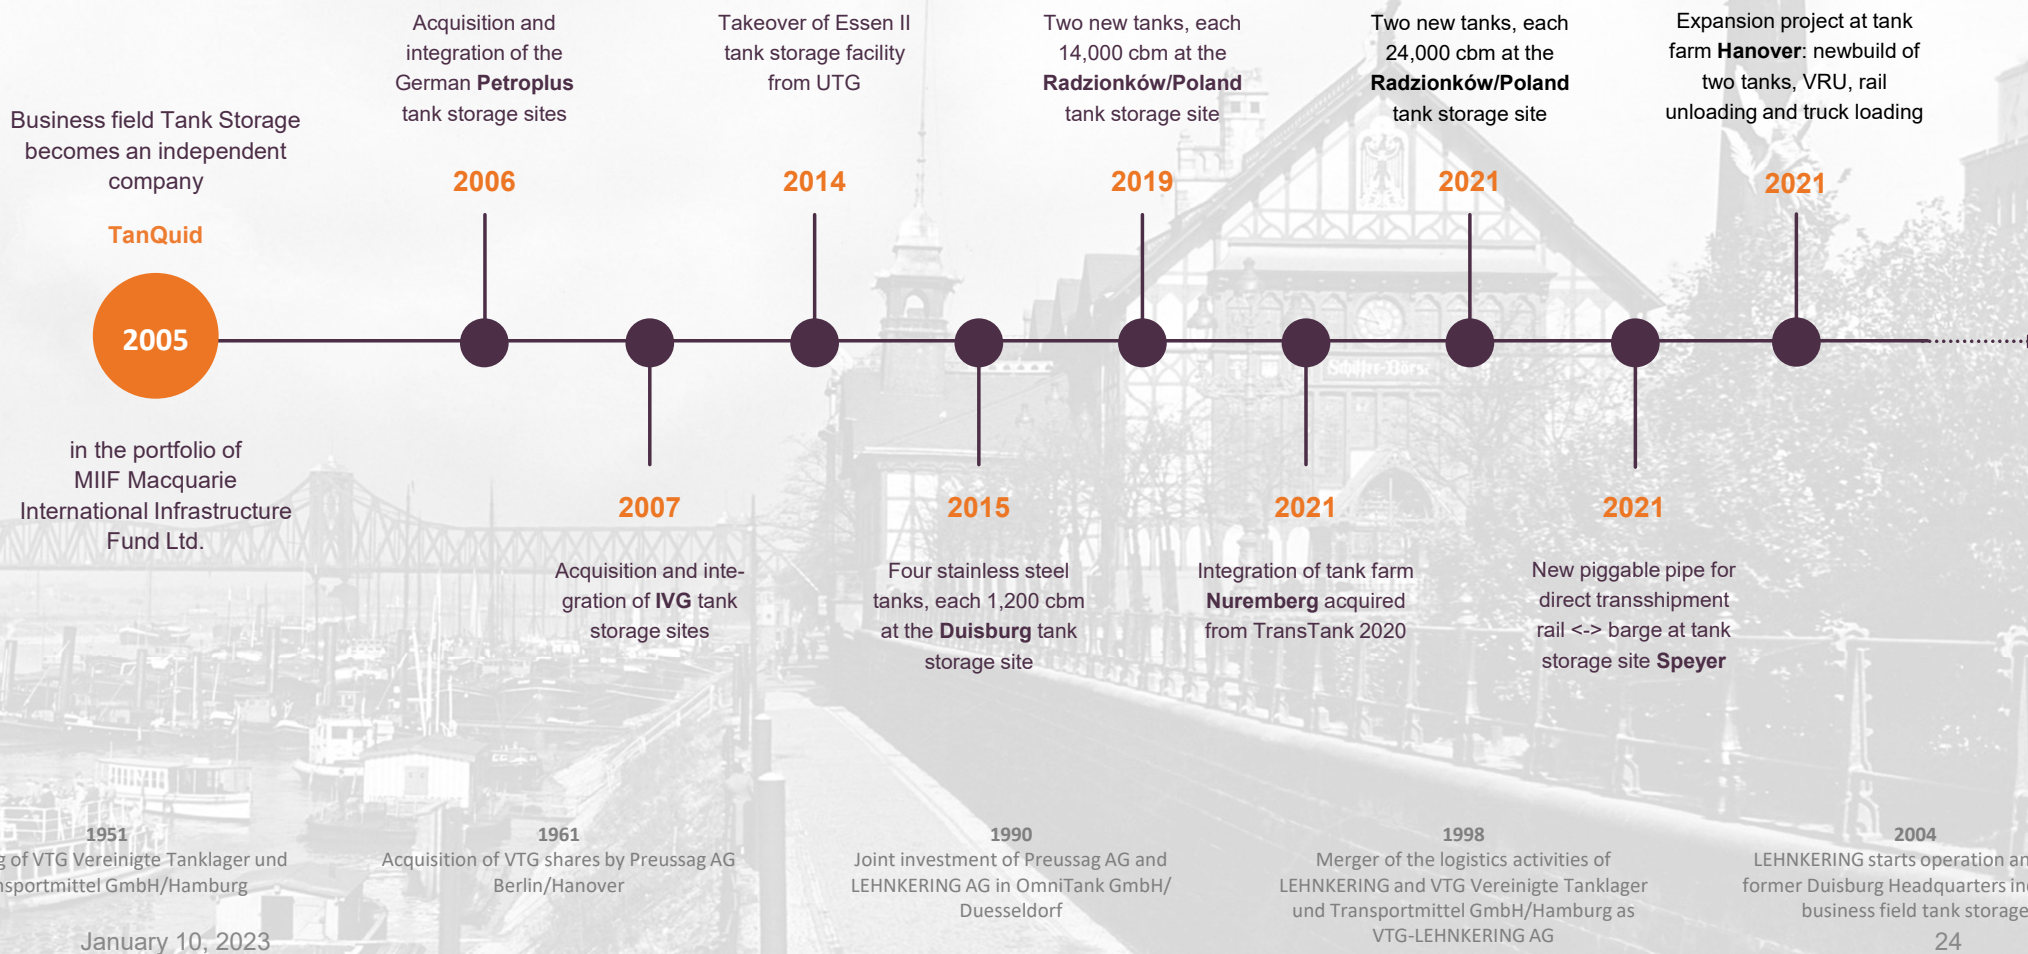 Business field Tank Storage
becomes an independent
company
TanQuid
2005
in the portfolio of
MIIF Macquarie
International Infrastructure
Fund Ltd.
Acquisition and
integration of the
German Petroplus
tank storage sites
2006
2007
Acquisition and inte-
gration of IVG tank
storage sites
Takeover of Essen II
tank storage facility
from UTG
2014
2015
Four stainless steel
tanks, each 1,200 cbm
at the Duisburg tank
storage site
Two new tanks, each
14,000 cbm at the
Radzionków/Poland
tank storage site
2019
2021
Integration of tank farm
Nuremberg acquired
from TransTank 2020
Two new tanks, each
24,000 cbm at the
Radzionków/Poland
tank storage site
2021
2021
New piggable pipe for
direct transshipment
rail <-> barge at tank
storage site Speyer
Expansion project at tank
farm Hanover: newbuild of
two tanks, VRU, rail
unloading and truck loading
2021
Schiffer-Börse
1951
of VTG Vereinigte Tanklager und
GmbH/Hamburg
1961
Acquisition of VTG shares by Preussag AG
Berlin/Hanover
1990
Joint investment of Preussag AG and
LEHNKERING AG in OmniTank GmbH/
Duesseldorf
1998
Merger of the logistics activities of
LEHNKERING and VTG Vereinigte Tanklager
und Transportmittel GmbH/Hamburg as
VTG-LEHNKERING AG
2004
LEHNKERING starts operation
former Duisburg Headquarters
business field tank storage
January 10, 2023
24